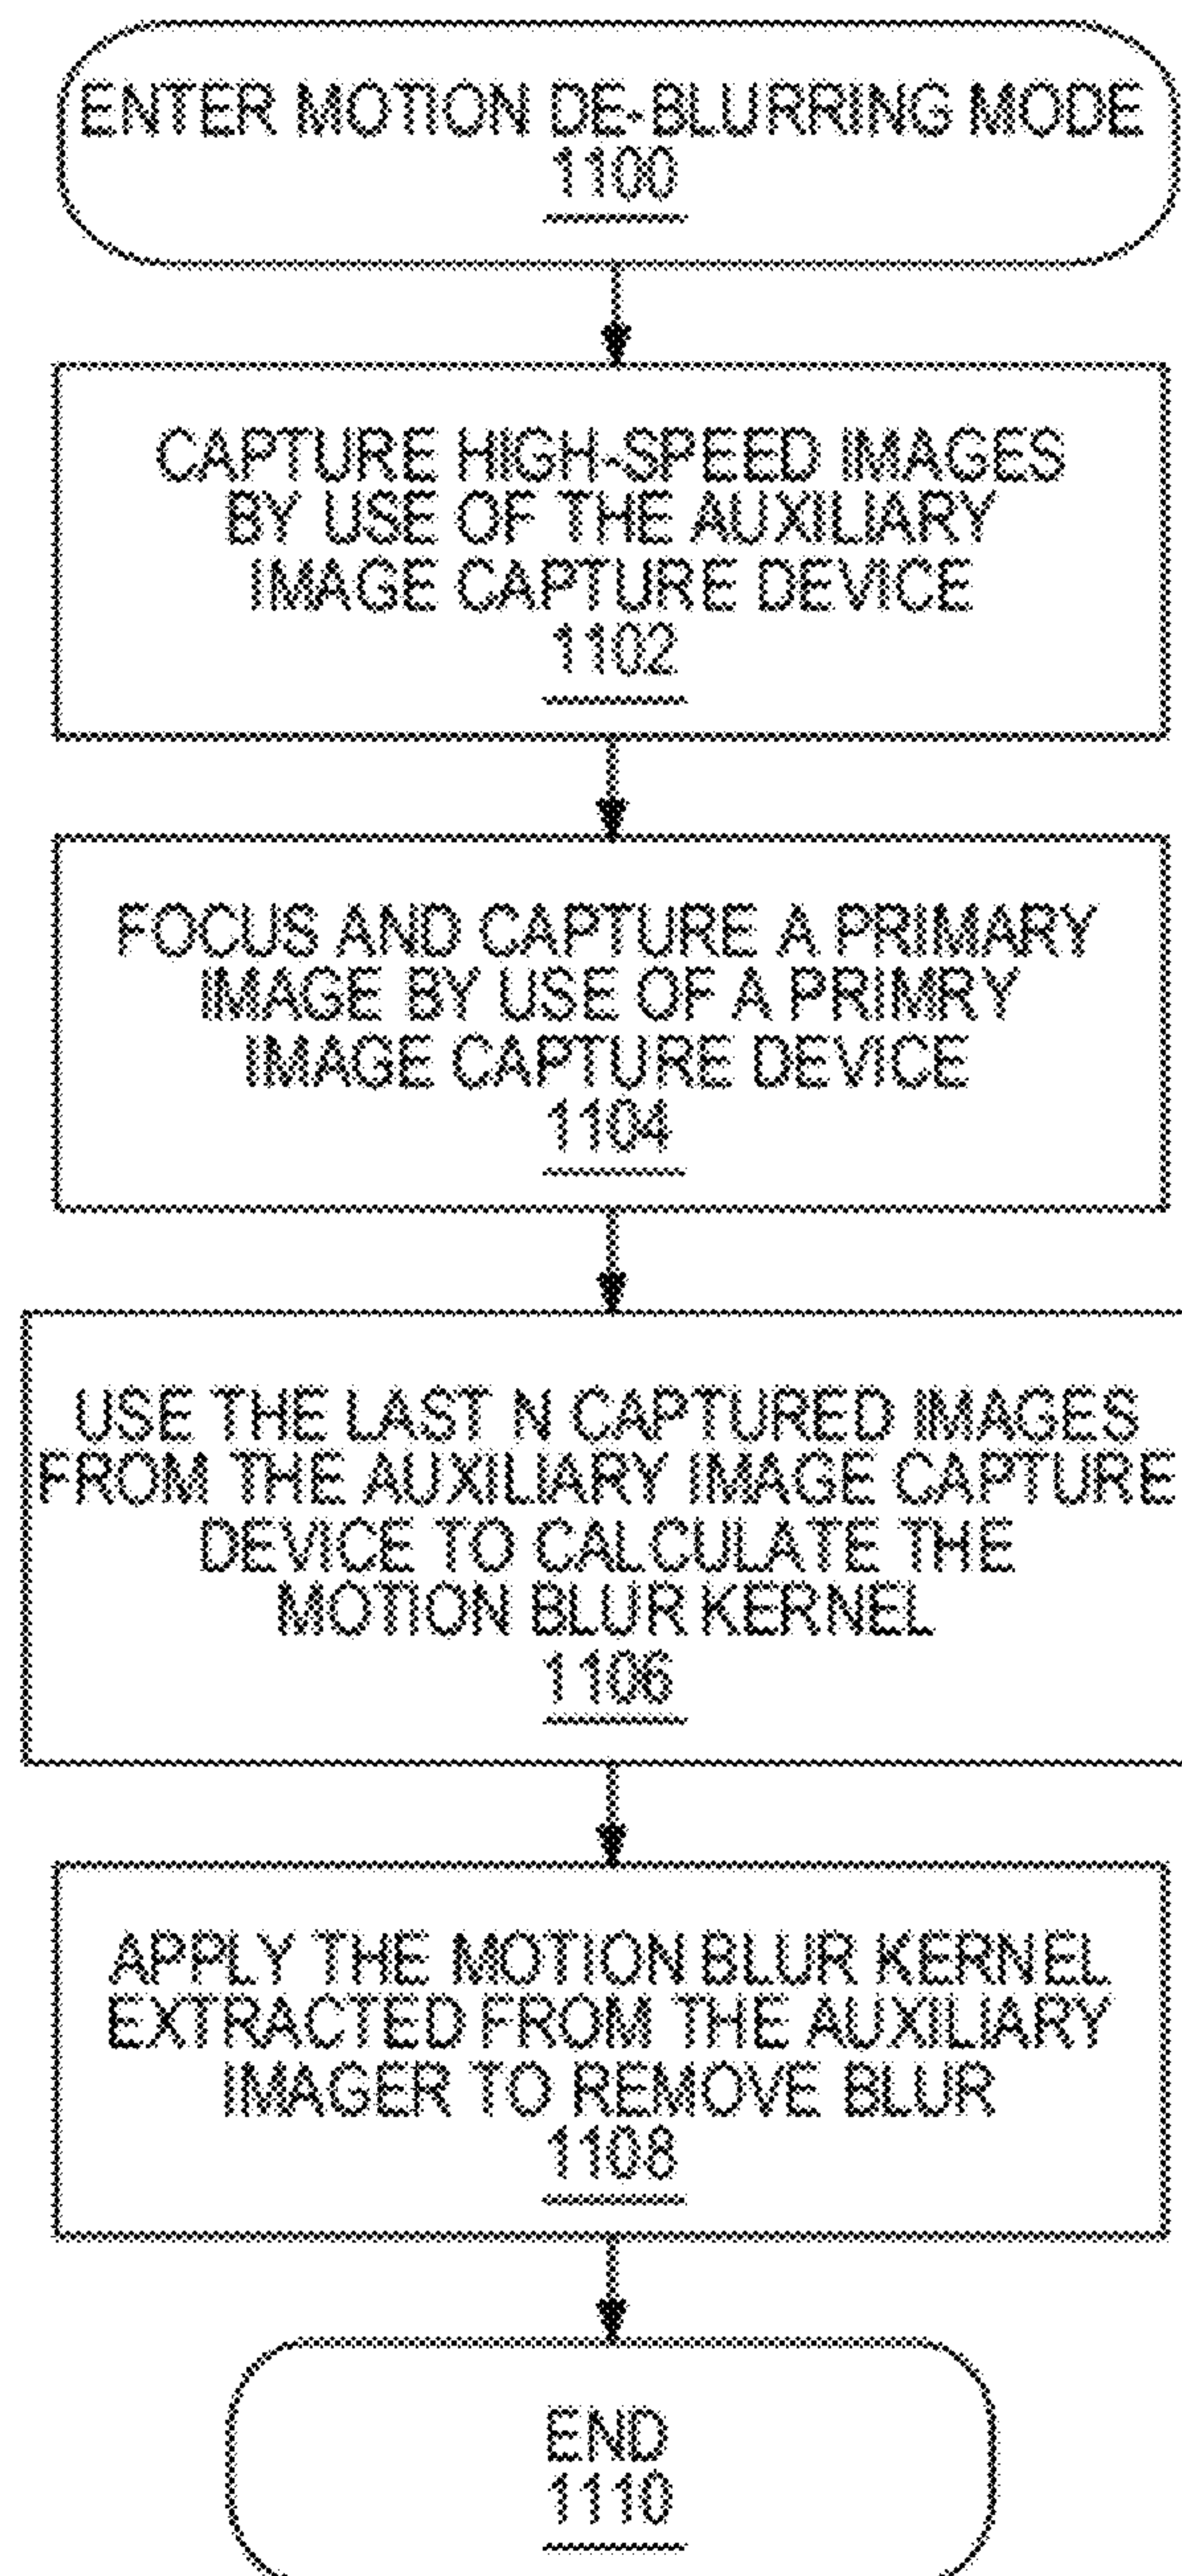 ENTER MOTION DE-BLURRING MODE
1100
CAPTURE HIGH-SPEED IMAGES
BY USE OF THE AUXILIARY
IMAGE CAPTURE DEVICE
1102
FOCUS AND CAPTURE A PRIMARY
IMAGE BY USE OF A PRIMRY
IMAGE CAPTURE DEVICE
1104
USE THE LAST N CAPTURED IMAGES
FROM THE AUXILIARY IMAGE CAPTURE
DEVICE TO CALCULATE THE
MOTION BLUR KERNEL
1106
APPLY THE MOTION BLUR KERNEL
EXTRACTED FROM THE AUXILIARY
IMAGER TO REMOVE BLUR
1108
END
1110